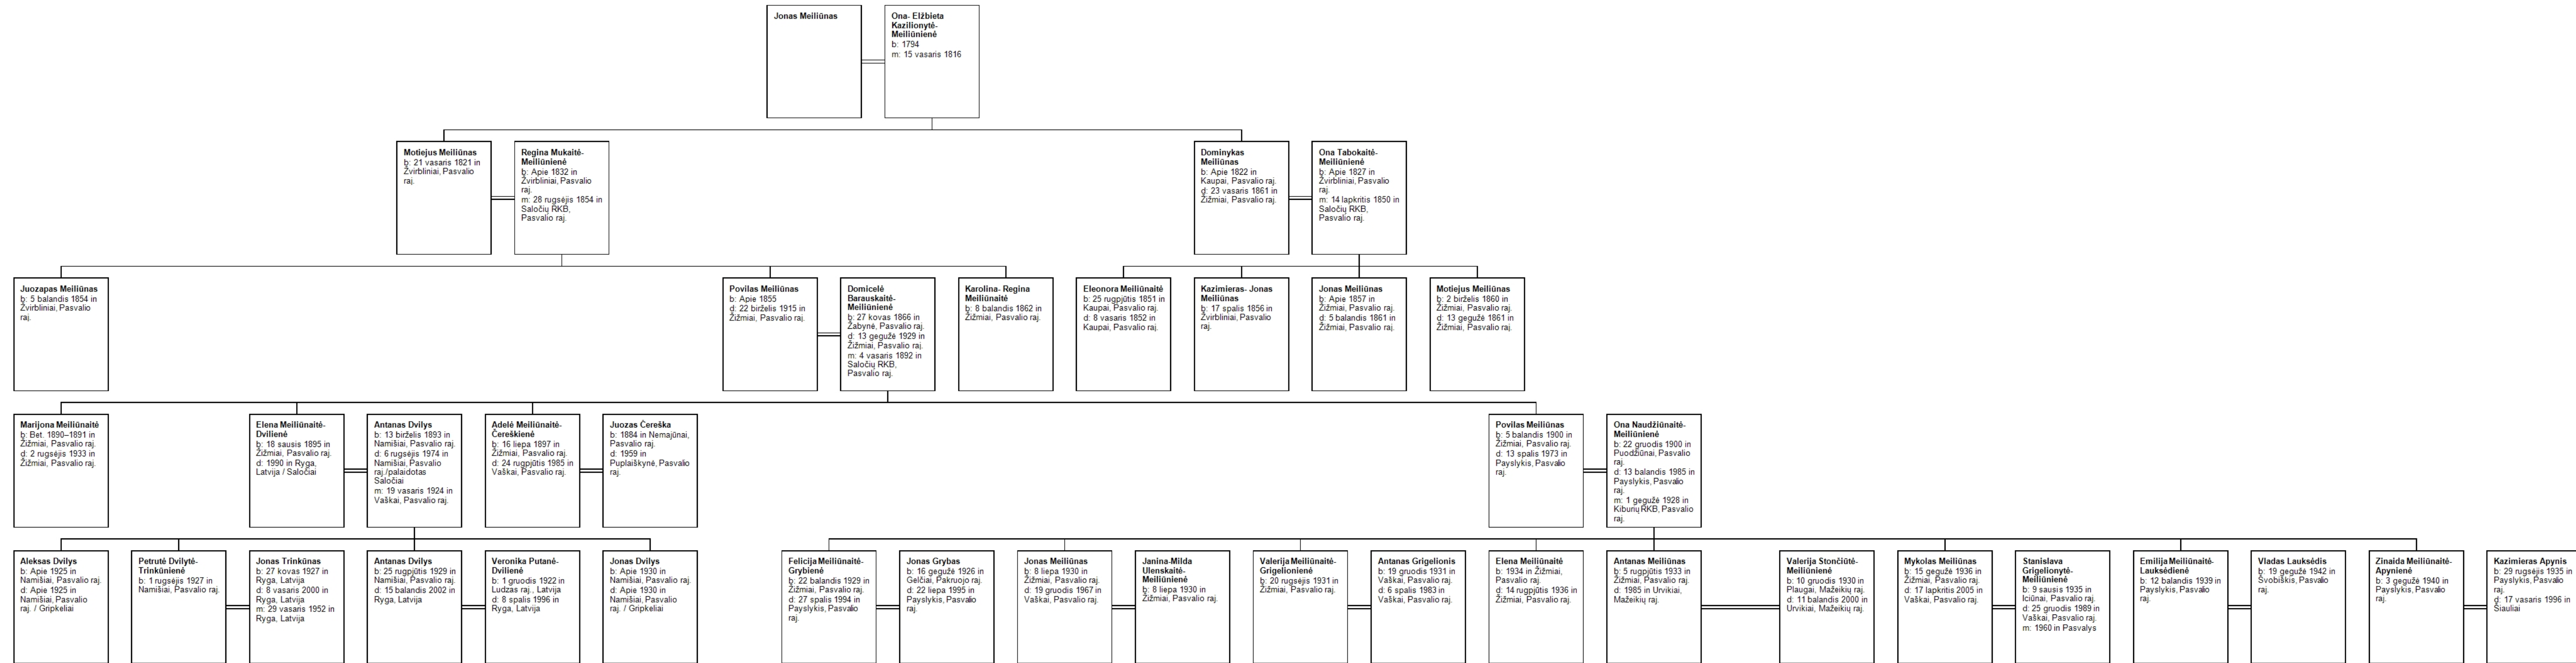 Jonas Meiliūnas
Ona- Elžbieta
Kazilionytė-
Meiliūnienė
b: 1794
m: 15 vasaris 1816
Motiejus Meiliūnas
b: 21 vasaris 1821 in
Žvirbliniai, Pasvalio
raj.
Regina Mukaitė-
Meiliūnienė
b: Apie 1832 in
Žvirbliniai, Pasvalio
raj.
m: 28 rugsėjis 1854 in
Saločių RKB,
Pasvalio raj.
Dominykas
Meiliūnas
b: Apie 1822 in
Kaupai, Pasvalio raj.
d: 23 vasaris 1861 in
Žižmiai, Pasvalio raj.
Ona Tabokaitė-
Meiliūnienė
b: Apie 1827 in
Žvirbliniai, Pasvalio
raj.
m: 14 lapkritis 1850 in
Saločių RKB,
Pasvalio raj.
Juozapas Meiliūnas
b: 5 balandis 1854 in
Žvirbliniai, Pasvalio
raj.
Povilas Meiliūnas
b: Apie 1855
d: 22 birželis 1915 in
Žižmiai, Pasvalio raj.
Domicelė
Barauskaitė-
Meiliūnienė
b: 27 kovas 1866 in
Žabynė, Pasvalio raj.
d: 13 gegužė 1929 in
Žižmiai, Pasvalio raj.
m: 4 vasaris 1892 in
Saločių RKB,
Pasvalio raj.
Karolina- Regina
Meiliūnaitė
b: 8 balandis 1862 in
Žižmiai, Pasvalio raj.
Eleonora Meiliūnaitė
b: 25 rugpjūtis 1851 in
Kaupai, Pasvalio raj.
d: 8 vasaris 1852 in
Kaupai, Pasvalio raj.
Kazimieras- Jonas
Meiliūnas
b: 17 spalis 1856 in
Žvirbliniai, Pasvalio
raj.
Jonas Meiliūnas
b: Apie 1857 in
Žižmiai, Pasvalio raj.
d: 5 balandis 1861 in
Žižmiai, Pasvalio raj.
Motiejus Meiliūnas
b: 2 birželis 1860 in
Žižmiai, Pasvalio raj.
d: 13 gegužė 1861 in
Žižmiai, Pasvalio raj.
Marijona Meiliūnaitė
b: Bet. 1890–1891 in
Žižmiai, Pasvalio raj.
d: 2 rugsėjis 1933 in
Žižmiai, Pasvalio raj.
Elena Meiliūnaitė-
Dvilienė
b: 18 sausis 1895 in
Žižmiai, Pasvalio raj.
d: 1990 in Ryga,
Latvija / Saločiai
Antanas Dvilys
b: 13 birželis 1893 in
Namišiai, Pasvalio raj.
d: 6 rugsėjis 1974 in
Namišiai, Pasvalio
raj./palaidotas
Saločiai
m: 19 vasaris 1924 in
Vaškai, Pasvalio raj.
Adelė Meiliūnaitė-
Čereškienė
b: 16 liepa 1897 in
Žižmiai, Pasvalio raj.
d: 24 rugpjūtis 1985 in
Vaškai, Pasvalio raj.
Juozas Čereška
b: 1884 in Nemajūnai,
Pasvalio raj.
d: 1959 in
Puplaiškynė, Pasvalio
raj.
Povilas Meiliūnas
b: 5 balandis 1900 in
Žižmiai, Pasvalio raj.
d: 13 spalis 1973 in
Payslykis, Pasvalio
raj.
Ona Naudžiūnaitė-
Meiliūnienė
b: 22 gruodis 1900 in
Puodžiūnai, Pasvalio
raj.
d: 13 balandis 1985 in
Payslykis, Pasvalio
raj.
m: 1 gegužė 1928 in
Kiburių RKB, Pasvalio
raj.
Aleksas Dvilys
b: Apie 1925 in
Namišiai, Pasvalio raj.
d: Apie 1925 in
Namišiai, Pasvalio
raj. / Gripkeliai
Petrutė Dvilytė-
Trinkūnienė
b: 1 rugsėjis 1927 in
Namišiai, Pasvalio raj.
Jonas Trinkūnas
b: 27 kovas 1927 in
Ryga, Latvija
d: 8 vasaris 2000 in
Ryga, Latvija
m: 29 vasaris 1952 in
Ryga, Latvija
Antanas Dvilys
b: 25 rugpjūtis 1929 in
Namišiai, Pasvalio raj.
d: 15 balandis 2002 in
Ryga, Latvija
Veronika Putanė-
Dvilienė
b: 1 gruodis 1922 in
Ludzas raj., Latvija
d: 8 spalis 1996 in
Ryga, Latvija
Jonas Dvilys
b: Apie 1930 in
Namišiai, Pasvalio raj.
d: Apie 1930 in
Namišiai, Pasvalio
raj. / Gripkeliai
Felicija Meiliūnaitė-
Grybienė
b: 22 balandis 1929 in
Žižmiai, Pasvalio raj.
d: 27 spalis 1994 in
Payslykis, Pasvalio
raj.
Jonas Grybas
b: 16 gegužė 1926 in
Gelčiai, Pakruojo raj.
d: 22 liepa 1995 in
Payslykis, Pasvalio
raj.
Jonas Meiliūnas
b: 8 liepa 1930 in
Žižmiai, Pasvalio raj.
d: 19 gruodis 1967 in
Vaškai, Pasvalio raj.
Janina-Milda
Ulenskaitė-
Meiliūnienė
b: 8 liepa 1930 in
Žižmiai, Pasvalio raj.
Valerija Meiliūnaitė-
Grigelionienė
b: 20 rugsėjis 1931 in
Žižmiai, Pasvalio raj.
Antanas Grigelionis
b: 19 gruodis 1931 in
Vaškai, Pasvalio raj.
d: 6 spalis 1983 in
Vaškai, Pasvalio raj.
Elena Meiliūnaitė
b: 1934 in Žižmiai,
Pasvalio raj.
d: 14 rugpjūtis 1936 in
Žižmiai, Pasvalio raj.
Antanas Meiliūnas
b: 5 rugpjūtis 1933 in
Žižmiai, Pasvalio raj.
d: 1985 in Urvikiai,
Mažeikių raj.
Valerija Stončiūtė-
Meiliūnienė
b: 10 gruodis 1930 in
Plaugai, Mažeikių raj.
d: 11 balandis 2000 in
Urvikiai, Mažeikių raj.
Mykolas Meiliūnas
b: 15 gegužė 1936 in
Žižmiai, Pasvalio raj.
d: 17 lapkritis 2005 in
Vaškai, Pasvalio raj.
Stanislava
Grigelionytė-
Meiliūnienė
b: 9 sausis 1935 in
Iciūnai, Pasvalio raj.
d: 25 gruodis 1989 in
Vaškai, Pasvalio raj.
m: 1960 in Pasvalys
Emilija Meiliūnaitė-
Lauksėdienė
b: 12 balandis 1939 in
Payslykis, Pasvalio
raj.
Vladas Lauksėdis
b: 19 gegužė 1942 in
Švobiškis, Pasvalio
raj.
Zinaida Meiliūnaitė-
Apynienė
b: 3 gegužė 1940 in
Payslykis, Pasvalio
raj.
Kazimieras Apynis
b: 29 rugsėjis 1935 in
Payslykis, Pasvalio
raj.
d: 17 vasaris 1996 in
Šiauliai